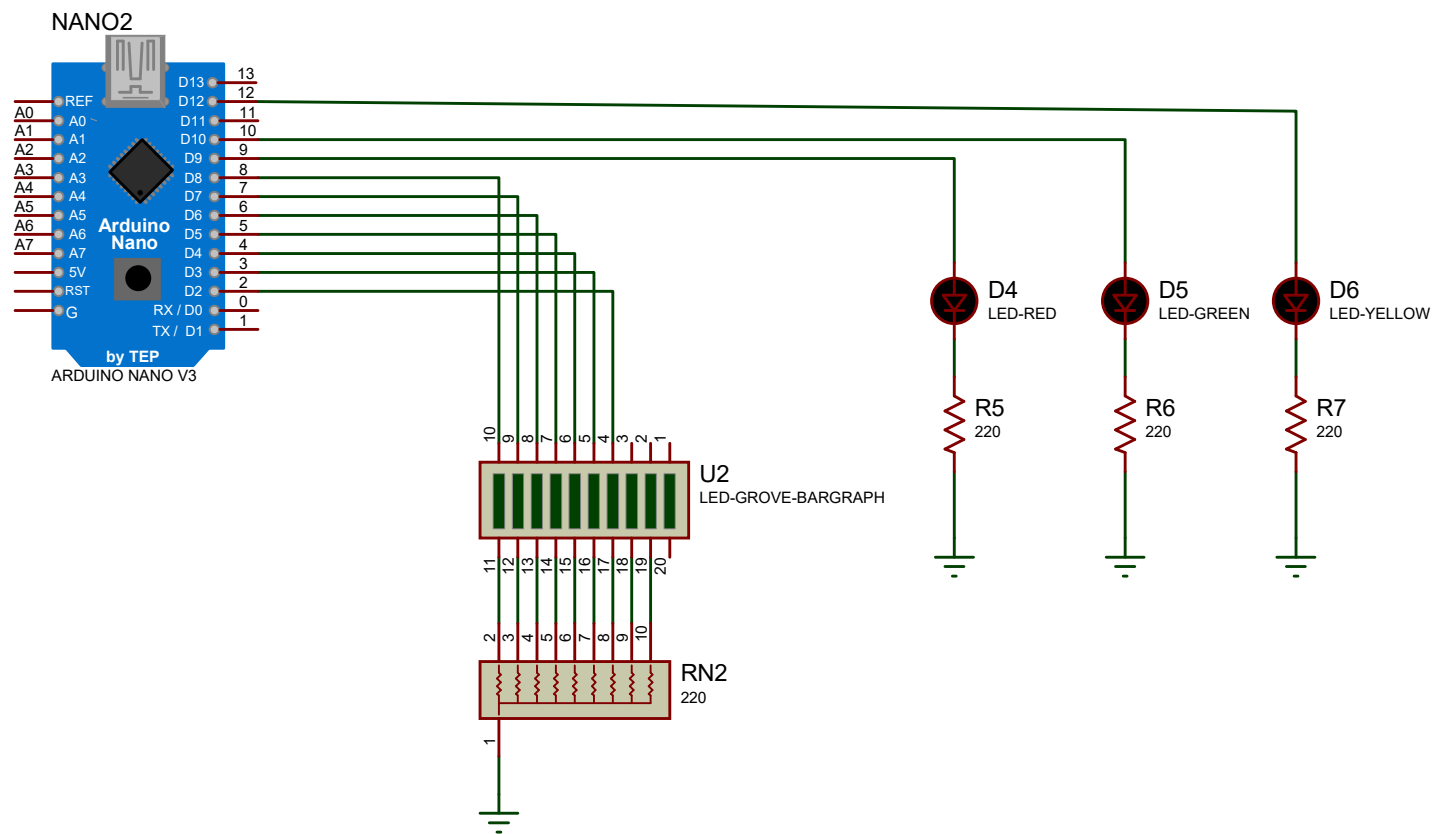 NANO2
REF
A0 A0
A1 A1
A2 A2
A3 A3
A4 A4
A5 A5
A6 A6
A7 A7
5V
RST
G
D13 13
D12 12
D11 11
D10 10
D9 9
D8 8
D7 7
D6 6
D5 5
D4 4
D3 3
D2 2
RX / D0 0
TX / D1 1
Arduino
Nano
by TEP
ARDUINO NANO V3
D4
LED-RED
D5
LED-GREEN
D6
LED-YELLOW
R5
220
R6
220
R7
220
10 9 8 7 6 5 4 3 2 1
U2
LED-GROVE-BARGRAPH
11 12 13 14 15 16 17 18 19 20
2 3 4 5 6 7 8 9 10
RN2
220
1